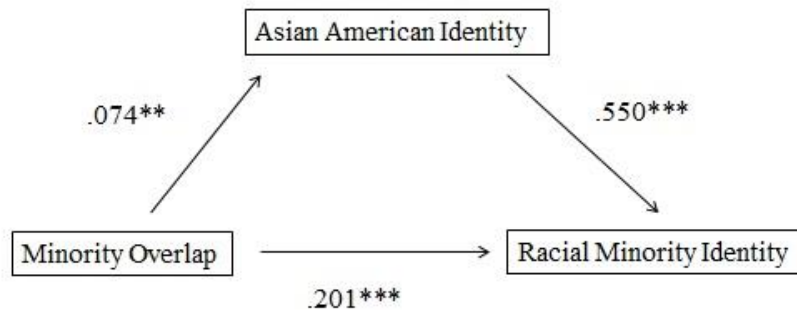 Asian American Identity
.074**
.550***
Minority Overlap
Racial Minority Identity
.201***